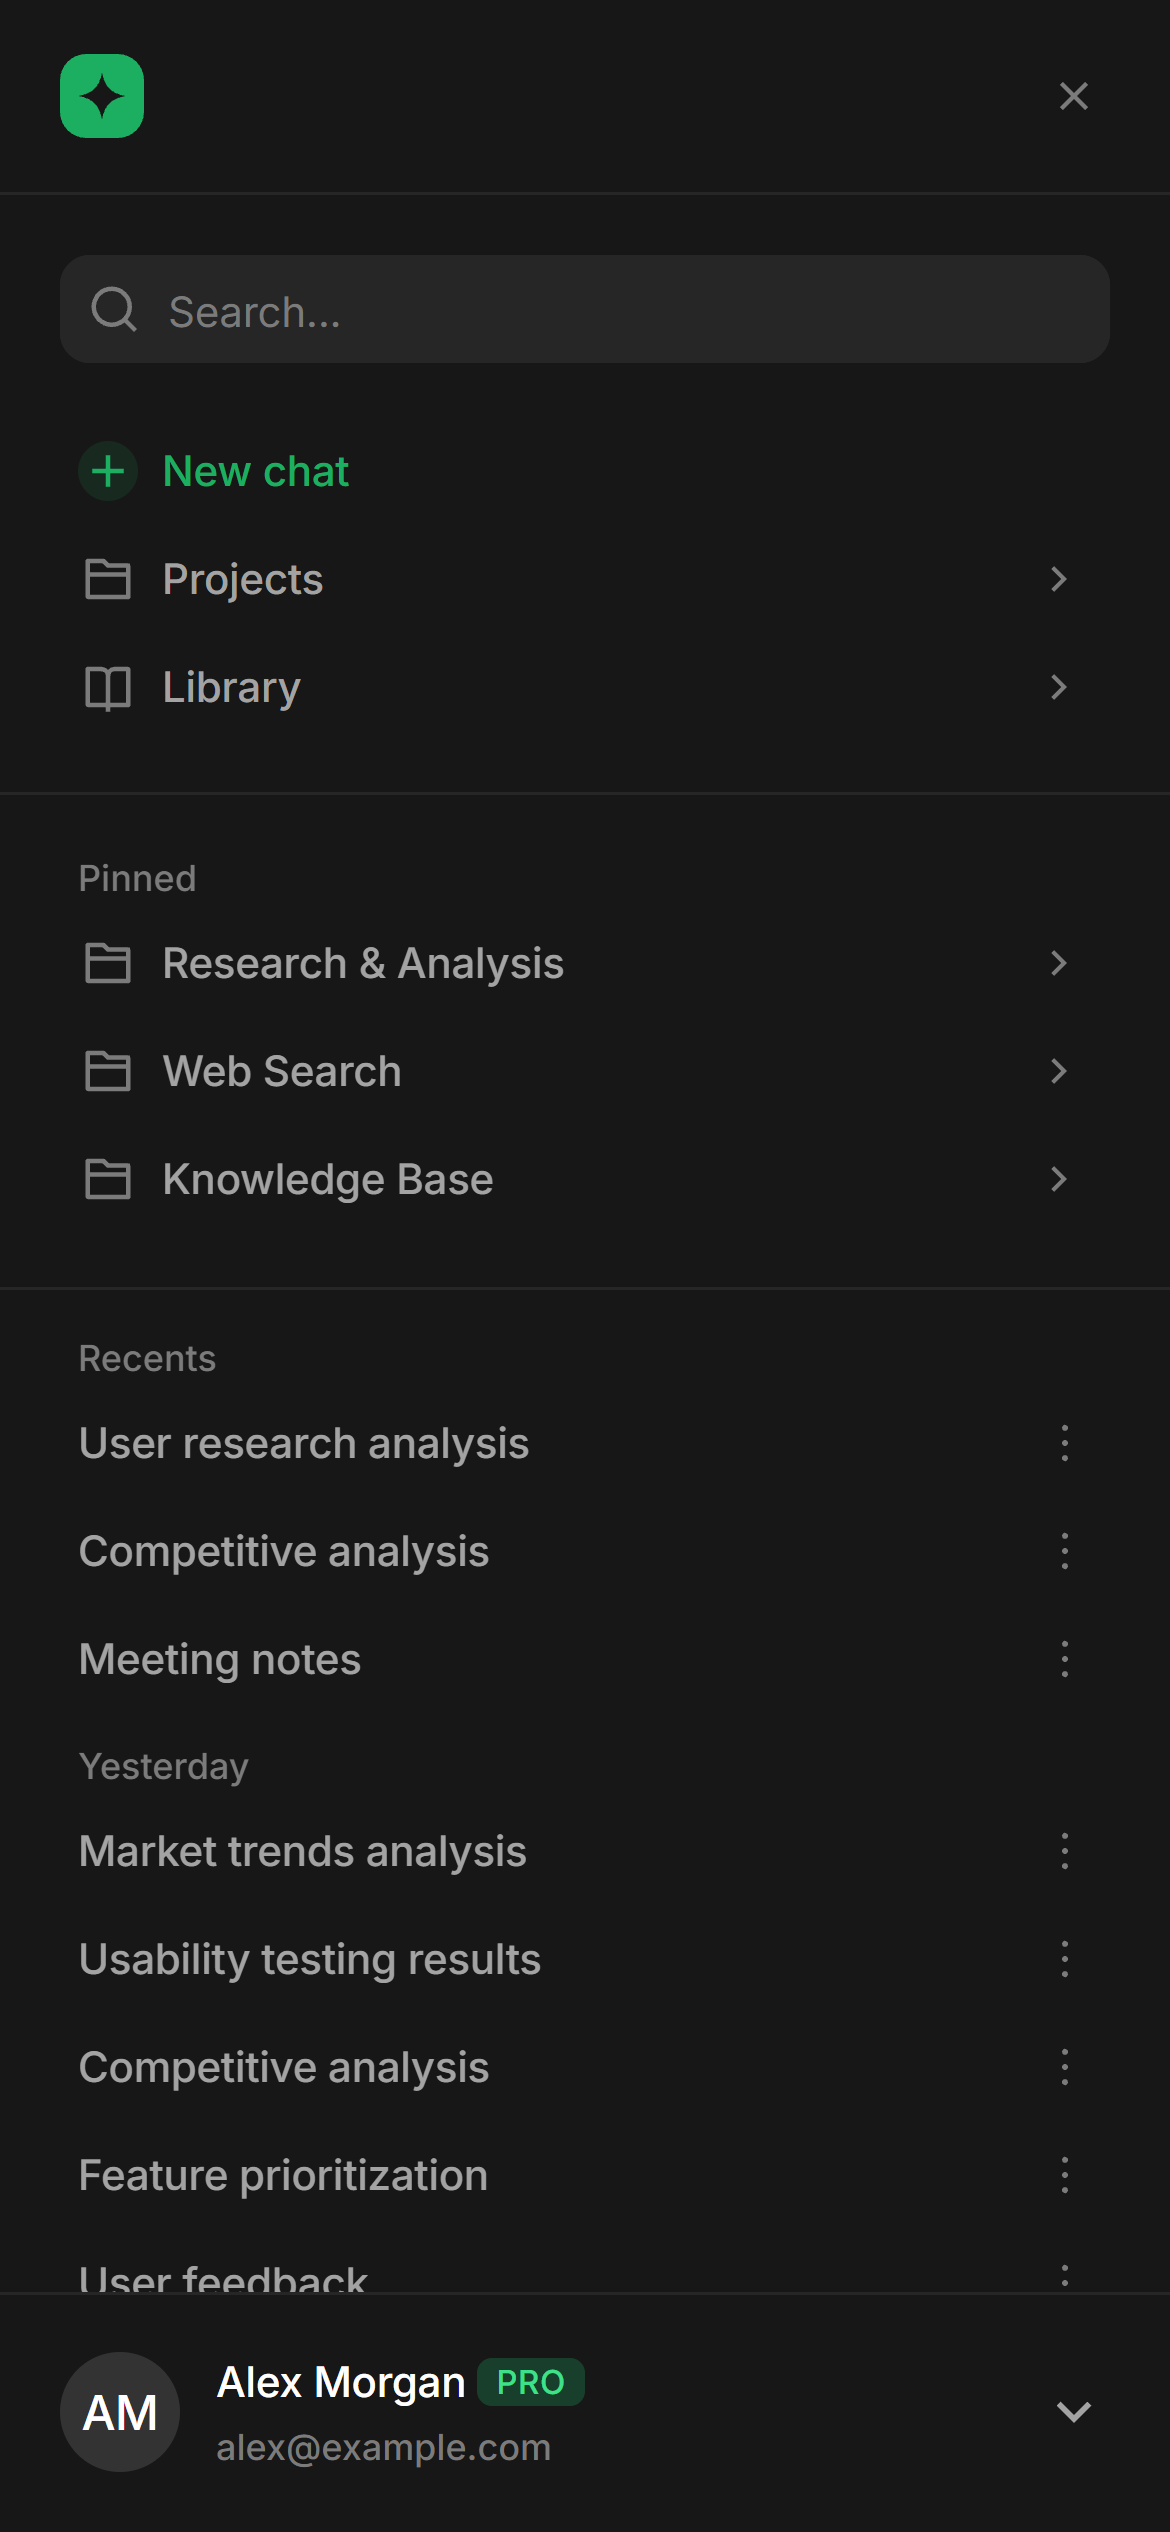 Search...
New chat
Projects
Library
Pinned
Research & Analysis
Web Search
Knowledge Base
Recents
User research analysis
Competitive analysis
Meeting notes
Yesterday
Market trends analysis
Usability testing results
Competitive analysis
Feature prioritization
User feedback
AM
Alex Morgan PRO
alex@example.com